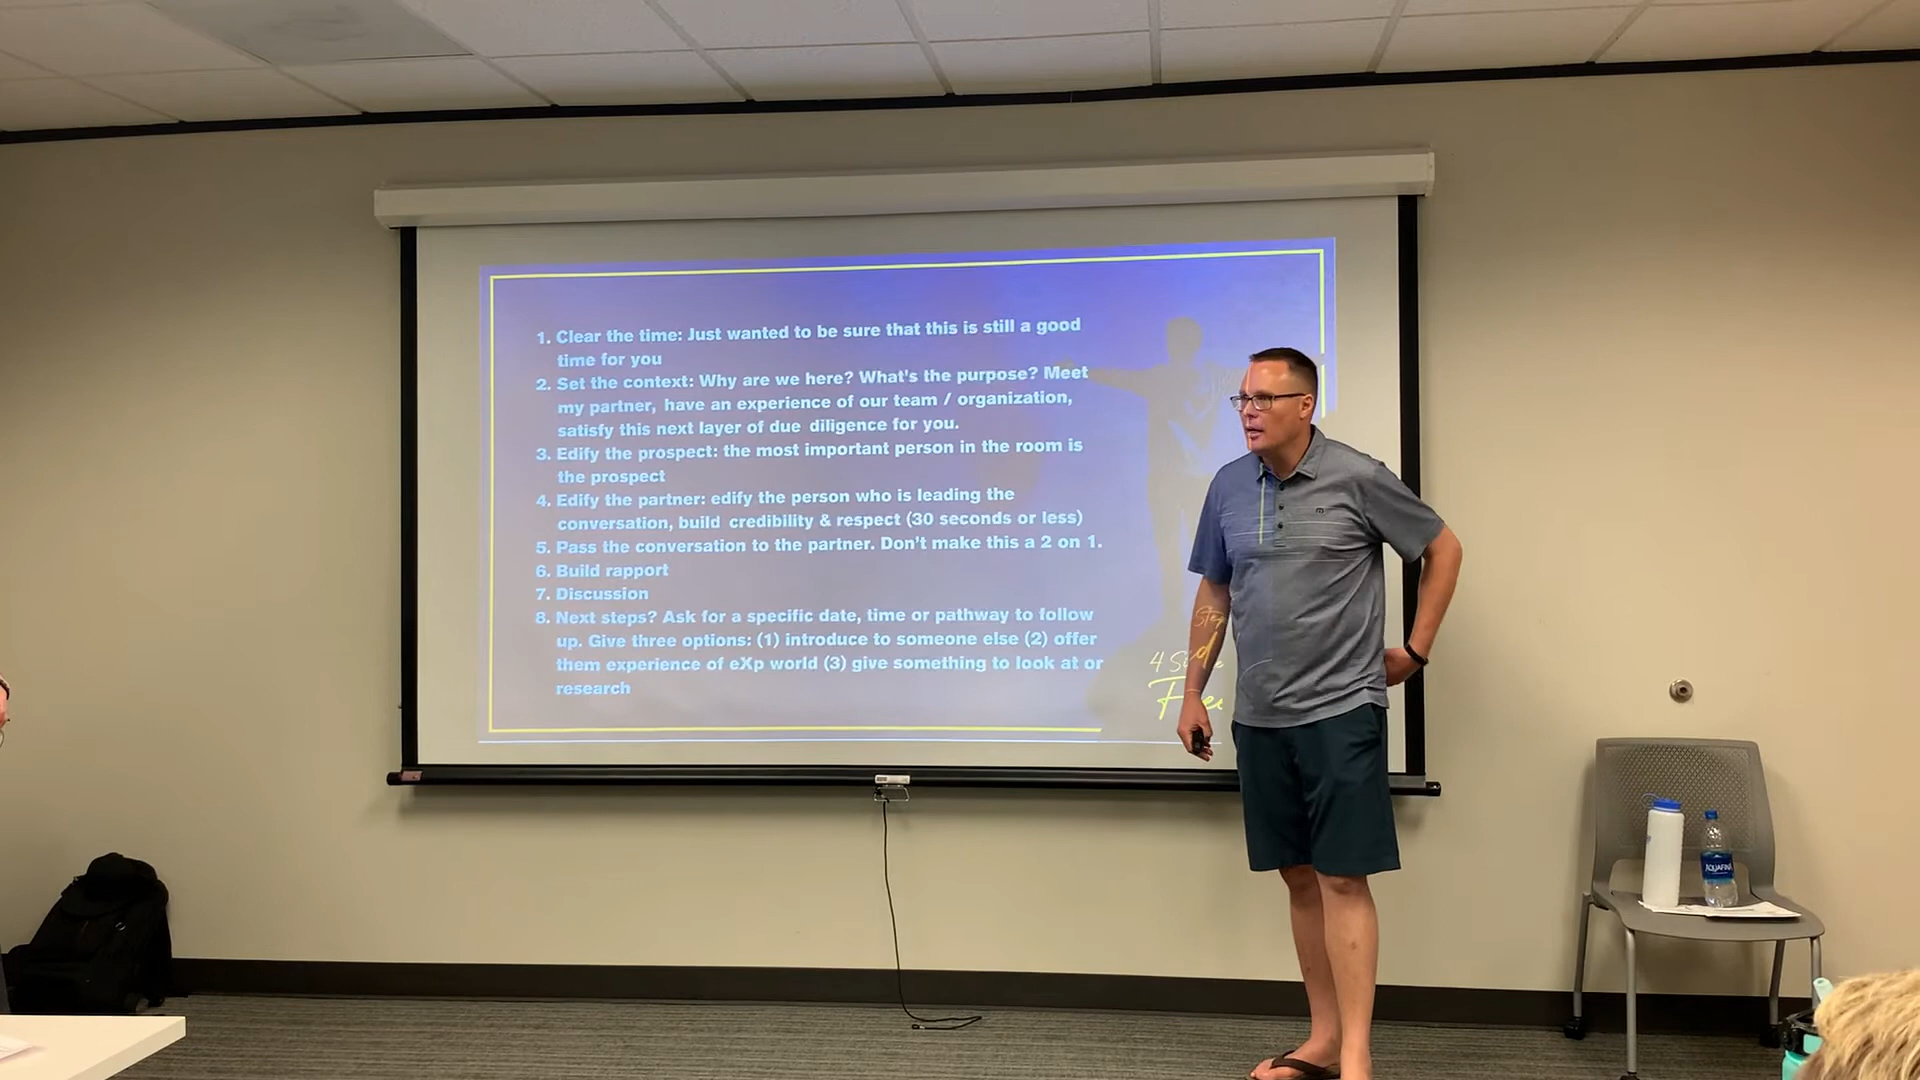 1. Clear the time: Just wanted to be sure that this is still a good
time for you
2. Set the context: Why are we here? What's the purpose? Meet
my partner, have an experience of our team / organization,
satisfy this next layer of due diligence for you.
3. Edify the prospect: the most important person in the room is
the prospect
4. Edify the partner: edify the person who is leading the
conversation, build credibility & respect (30 seconds or less)
5. Pass the conversation to the partner. Don't make this a 2 on 1.
6. Build rapport
7. Discussion
8. Next steps? Ask for a specific date, time or pathway to follow
up. Give three options: (1) introduce to someone else (2) offer
them experience of eXp world (3) give something to look at or
research
4
AQUAFINA